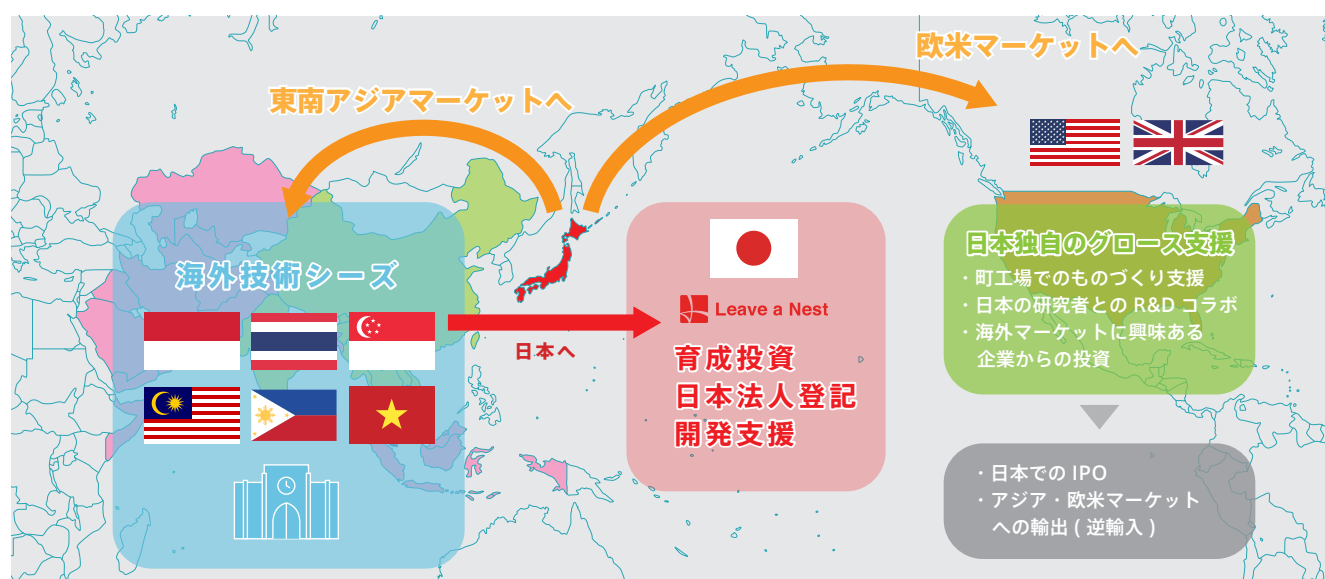 欧米マーケットへ
東南アジアマーケットへ
海外技術シーズ
日本へ
Leave a Nest
育成投資
日本法人登記
開発支援
日本独自のグロース支援
・町工場でのものづくり支援
・日本の研究者との R&D コラボ
・海外マーケットに興味ある
企業からの投資
・日本での IPO
・アジア・欧米マーケット
への輸出 ( 逆輸入 )